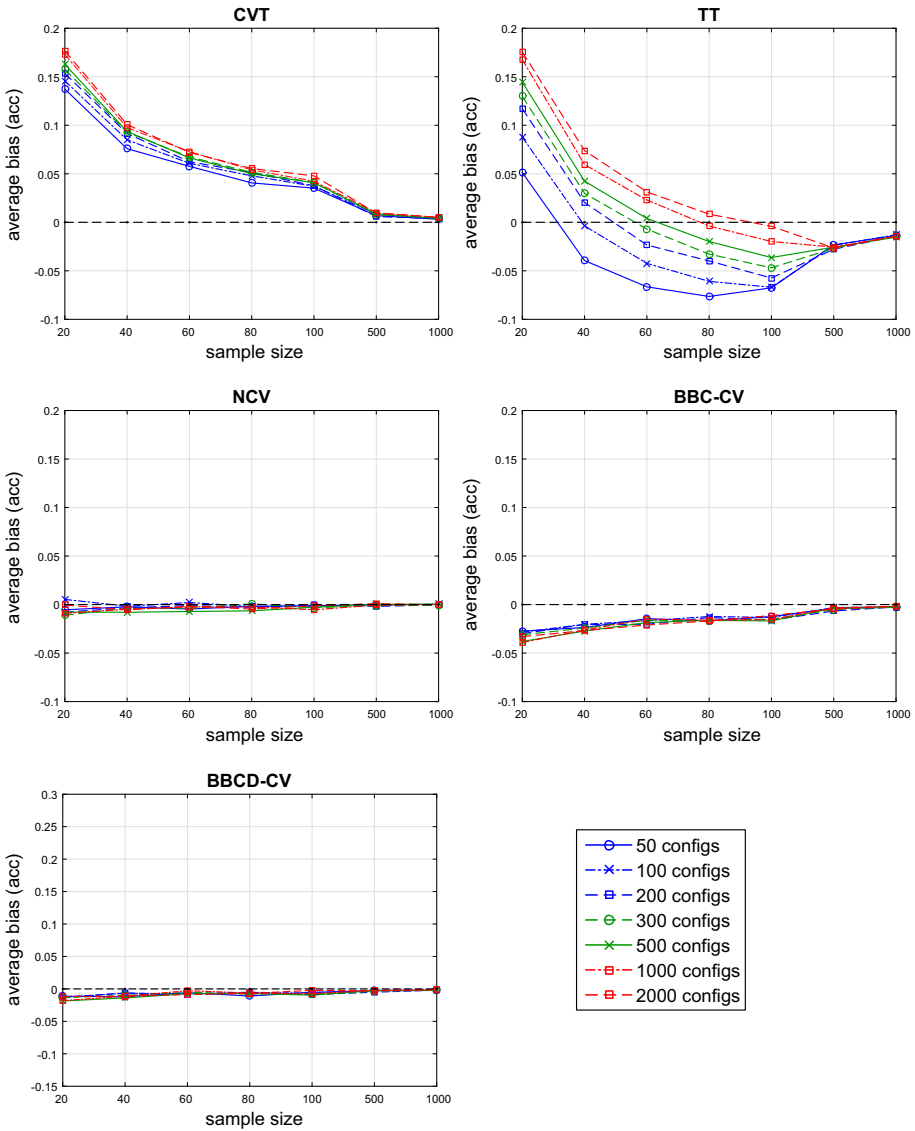 CVT
0.2
0.15
0.1
0.05
0
-0.05
-0.1
average bias (acc)
20 40 60 80 100 500 1000
sample size
TT
0.2
0.15
0.1
0.05
0
-0.05
-0.1
average bias (acc)
20 40 60 80 100 500 1000
sample size
NCV
0.2
0.15
0.1
0.05
0
-0.05
-0.1
average bias (acc)
20 40 60 80 100 500 1000
sample size
BBC-CV
0.2
0.15
0.1
0.05
0
-0.05
-0.1
average bias (acc)
20 40 60 80 100 500 1000
sample size
BBCD-CV
0.3
0.25
0.2
0.15
0.1
0.05
0
-0.05
-0.1
-0.15
average bias (acc)
20 40 60 80 100 500 1000
sample size
50 configs
100 configs
200 configs
300 configs
500 configs
1000 configs
2000 configs